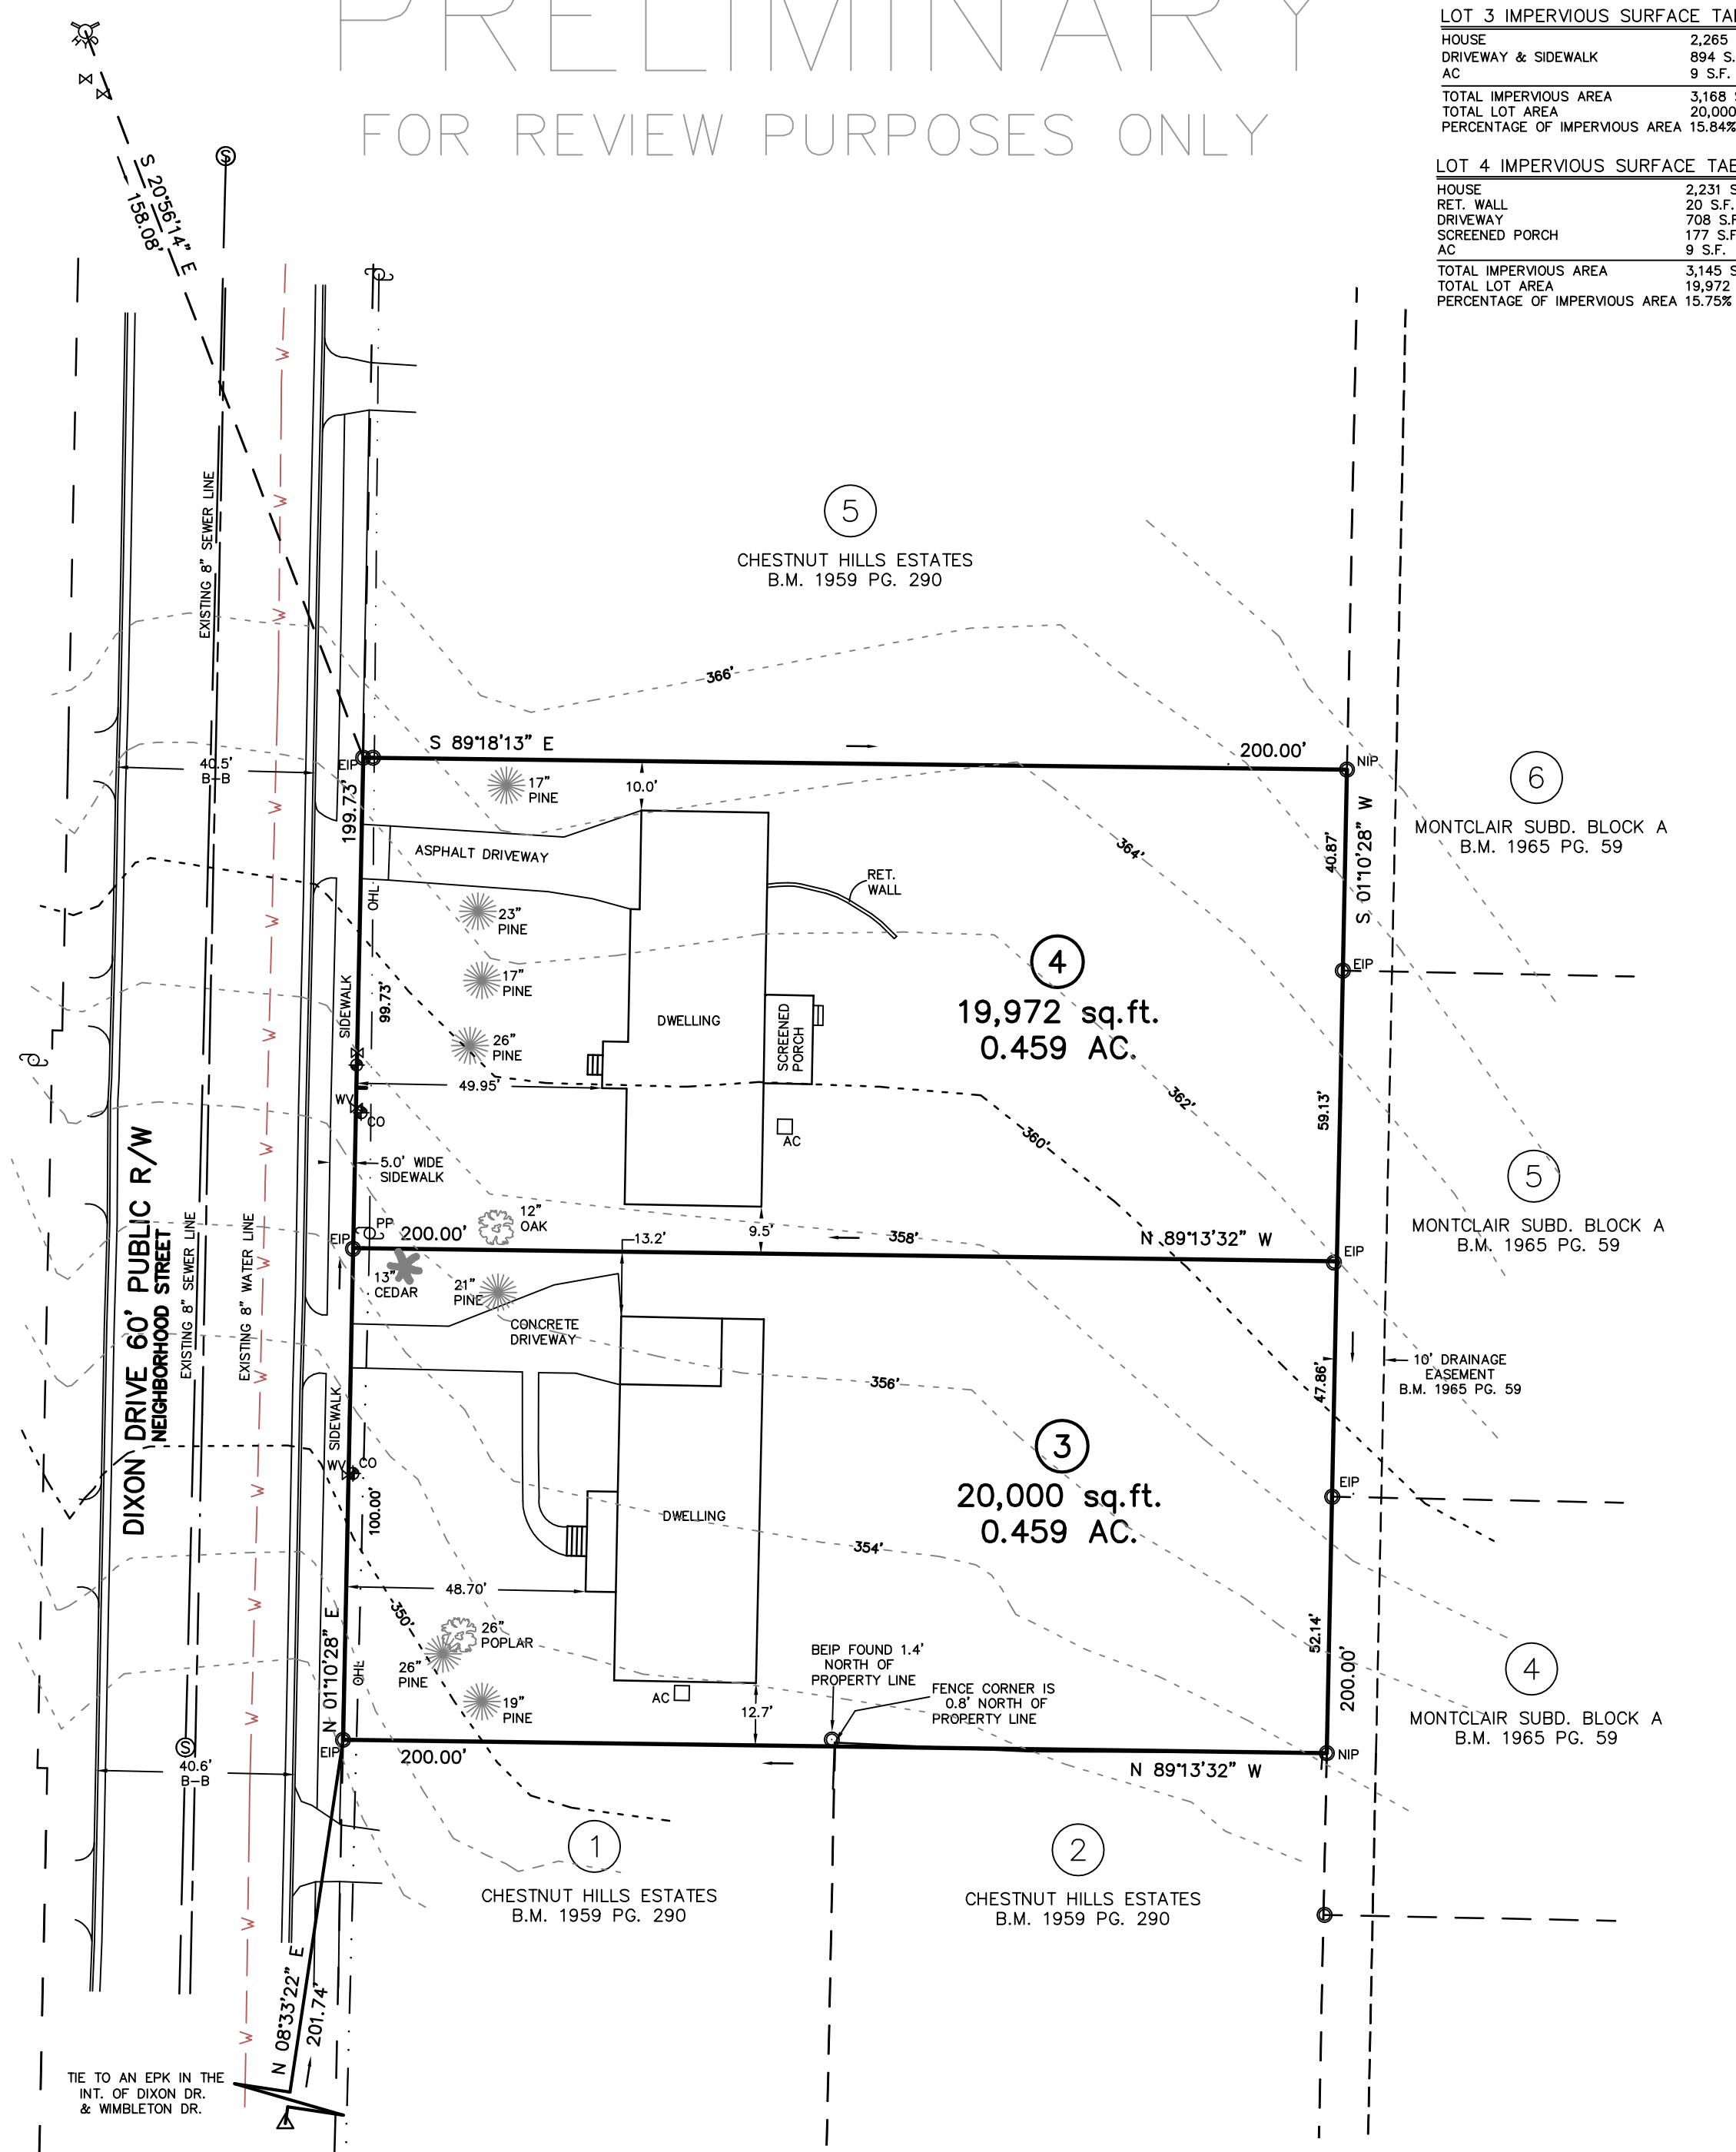 PRELIMINARY
FOR REVIEW PURPOSES ONLY
LOT 3 IMPERVIOUS SURFACE
HOUSE 2,265
DRIVEWAY & SIDEWALK 894 S.
AC 9 S.F.
TOTAL IMPERVIOUS AREA 3,168
TOTAL LOT AREA 20,000
PERCENTAGE OF IMPERVIOUS AREA 15.84%
LOT 4 IMPERVIOUS SURFACE
HOUSE 2,231 S
RET. WALL 20 S.F.
DRIVEWAY 708 S.F
SCREENED PORCH 177 S.F
AC 9 S.F.
TOTAL IMPERVIOUS AREA 3,145 S
TOTAL LOT AREA 19,972
PERCENTAGE OF IMPERVIOUS AREA 15.75%
HYD
S
S 20°56'14" E
158.08'
W
W
W
W
EXISTING 8" SEWER LINE
5
CHESTNUT HILLS ESTATES
B.M. 1959 PG. 290
366'
S 89°18'13" E
200.00'
EIP
NIP
40.5'
B-B
199.73'
17"
PINE
10.0'
6
MONTCLAIR SUBD. BLOCK A
B.M. 1965 PG. 59
ASPHALT DRIVEWAY
364'
40.87'
S 01°10'28" W
OHL
RET.
WALL
23"
PINE
17"
PINE
26"
PINE
SIDEWALK
99.73'
4
19,972 sq.ft.
0.459 AC.
EIP
DWELLING
SCREENED
PORCH
49.95'
WV
CO
AC
362'
360'
59.13'
5.0' WIDE
SIDEWALK
5
MONTCLAIR SUBD. BLOCK A
B.M. 1965 PG. 59
PP
12"
OAK
EIP
200.00'
13.2'
9.5'
358'
N 89°13'32" W
EIP
DIXON DRIVE 60' PUBLIC R/W
NEIGHBORHOOD STREET
EXISTING 8" SEWER LINE
EXISTING 8" WATER LINE
13"
CEDAR
21"
PINE
CONCRETE
DRIVEWAY
356'
47.86'
10' DRAINAGE
EASEMENT
B.M. 1965 PG. 59
SIDEWALK
WV
CO
100.00'
3
20,000 sq.ft.
0.459 AC.
EIP
DWELLING
354'
48.70'
350'
N 01°10'28" E
OHL
26"
POPLAR
26"
PINE
19"
PINE
AC
12.7'
BEIP FOUND 1.4'
NORTH OF
PROPERTY LINE
FENCE CORNER IS
0.8' NORTH OF
PROPERTY LINE
52.14'
200.00'
4
MONTCLAIR SUBD. BLOCK A
B.M. 1965 PG. 59
S
40.6'
B-B
EIP
200.00'
N 89°13'32" W
NIP
1
CHESTNUT HILLS ESTATES
B.M. 1959 PG. 290
2
CHESTNUT HILLS ESTATES
B.M. 1959 PG. 290
N 08°33'22" E
201.74'
TIE TO AN EPK IN THE
INT. OF DIXON DR.
& WIMBLETON DR.